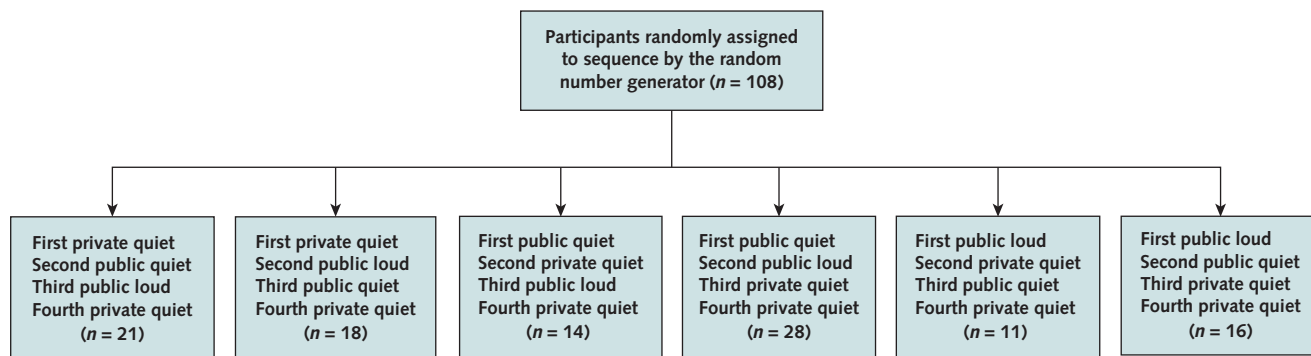 Participants randomly assigned
to sequence by the random
number generator (n = 108)
First private quiet
Second public quiet
Third public loud
Fourth private quiet
(n = 21)
First private quiet
Second public loud
Third public quiet
Fourth private quiet
(n = 18)
First public quiet
Second private quiet
Third public loud
Fourth private quiet
(n = 14)
First public quiet
Second public loud
Third private quiet
Fourth private quiet
(n = 28)
First public loud
Second private quiet
Third public quiet
Fourth private quiet
(n = 11)
First public loud
Second public quiet
Third private quiet
Fourth private quiet
(n = 16)